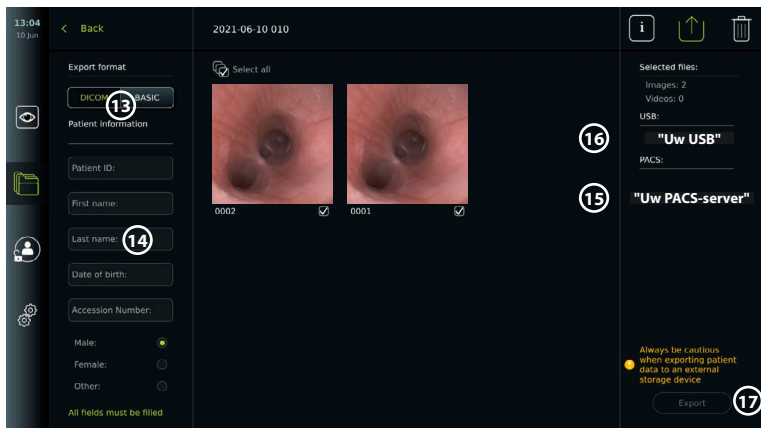 13:04
10 Jun
Back
2021-06-10 010
i
Export format
DICOM BASIC
13
Patient information
Patient ID:
First name:
Last name:
14
Date of birth:
Accession Number:
Male:
Female:
Other:
All fields must be filled
Select all
0002
0001
Selected files:
Images: 2
Videos: 0
USB:
16
"Uw USB"
PACS:
15
"Uw PACS-server"
Always be cautious
when exporting patient
data to an external
storage device
Export
17